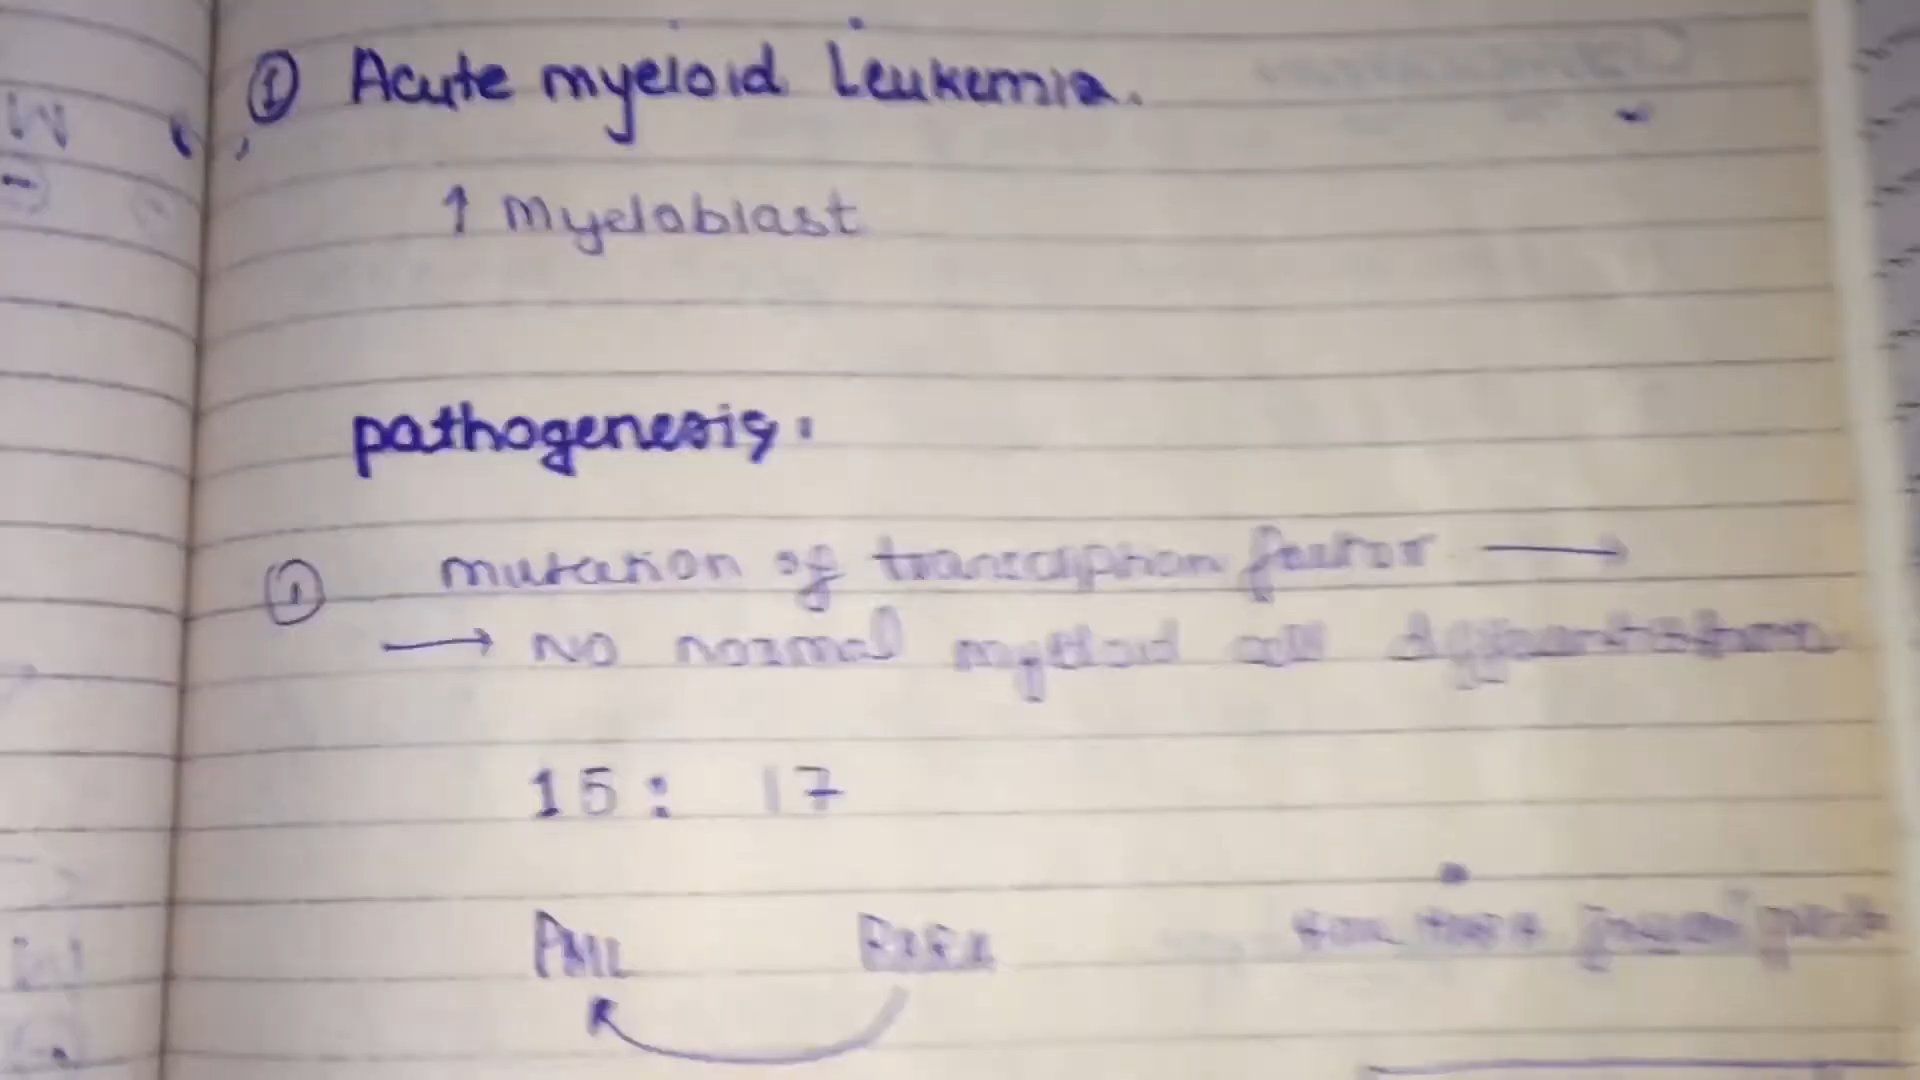 ① Acute myeloid Leukemia.
↑ Myeloblast
pathogenesis:
① mutation of transcription factor →
→ No normal myeloid cell differentiation
15: 17
PML RARA
fusion